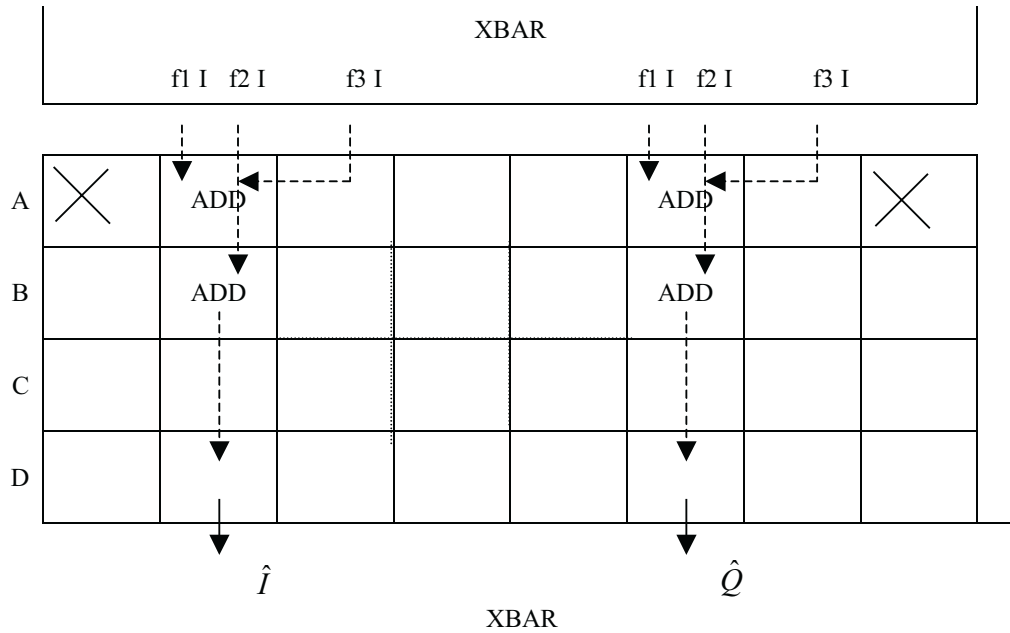 XBAR
f1 I f2 I f3 I f1 I f2 I f3 I
A ADD ADD
B ADD ADD
C
D
Î Q̂
XBAR